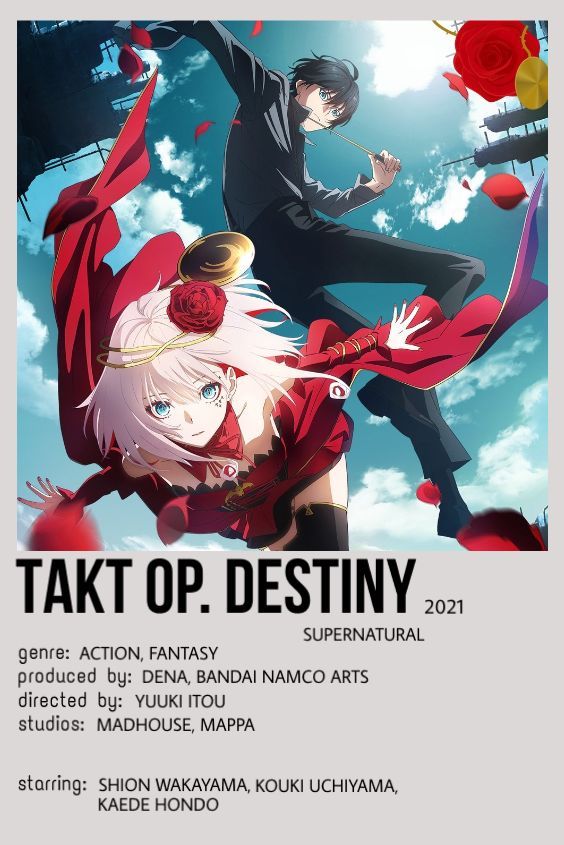 TAKT OP. DESTINY 2021
SUPERNATURAL
genre: ACTION, FANTASY
produced by: DENA, BANDAI NAMCO ARTS
directed by: YUUKI ITOU
studios: MADHOUSE, MAPPA
starring: SHION WAKAYAMA, KOUKI UCHIYAMA,
KAEDE HONDO